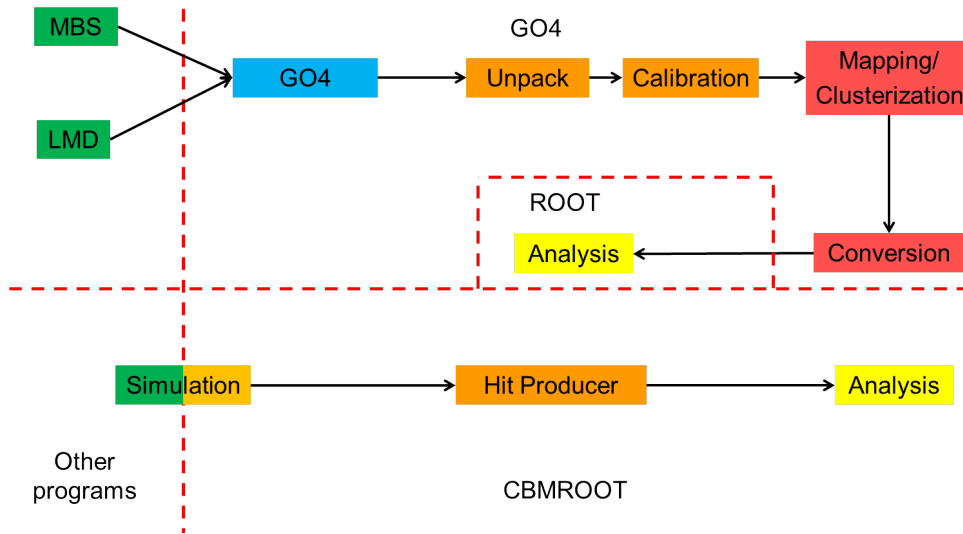 MBS
GO4
GO4
Unpack
Calibration
Mapping/
Clusterization
LMD
ROOT
Analysis
Conversion
Simulation
Hit Producer
Analysis
Other
programs
CBMROOT